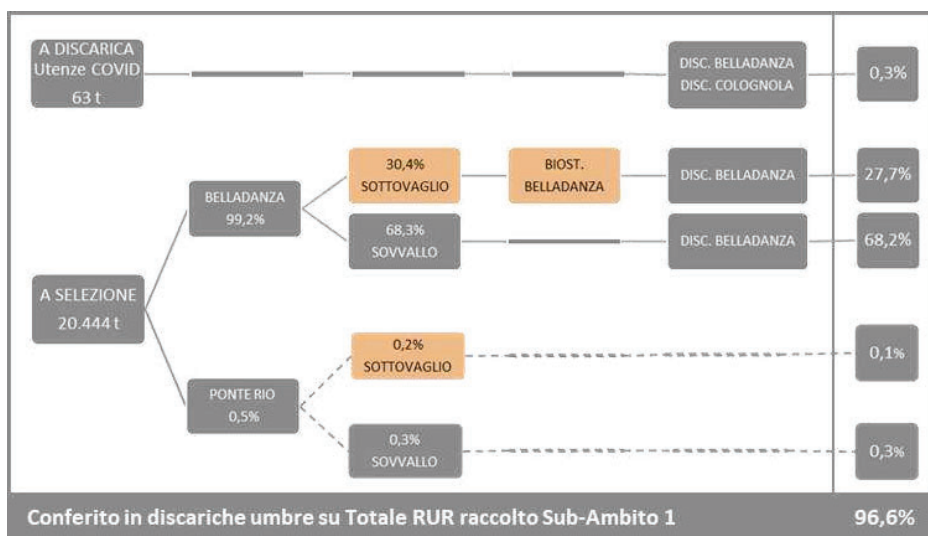 A DISCARICA
Utenze COVID
63 t
DISC. BELLADANZA
DISC. COLOGNOLA
0,3%
BELLADANZA
99,2%
30,4%
SOTTOVAGLIO
BIOST.
BELLADANZA
DISC. BELLADANZA
27,7%
68,3%
SOVVALLO
DISC. BELLADANZA
68,2%
A SELEZIONE
20.444 t
PONTE RIO
0,5%
0,2%
SOTTOVAGLIO
0,1%
0,3%
SOVVALLO
0,3%
Conferito in discariche umbre su Totale RUR raccolto Sub-Ambito 1 96,6%